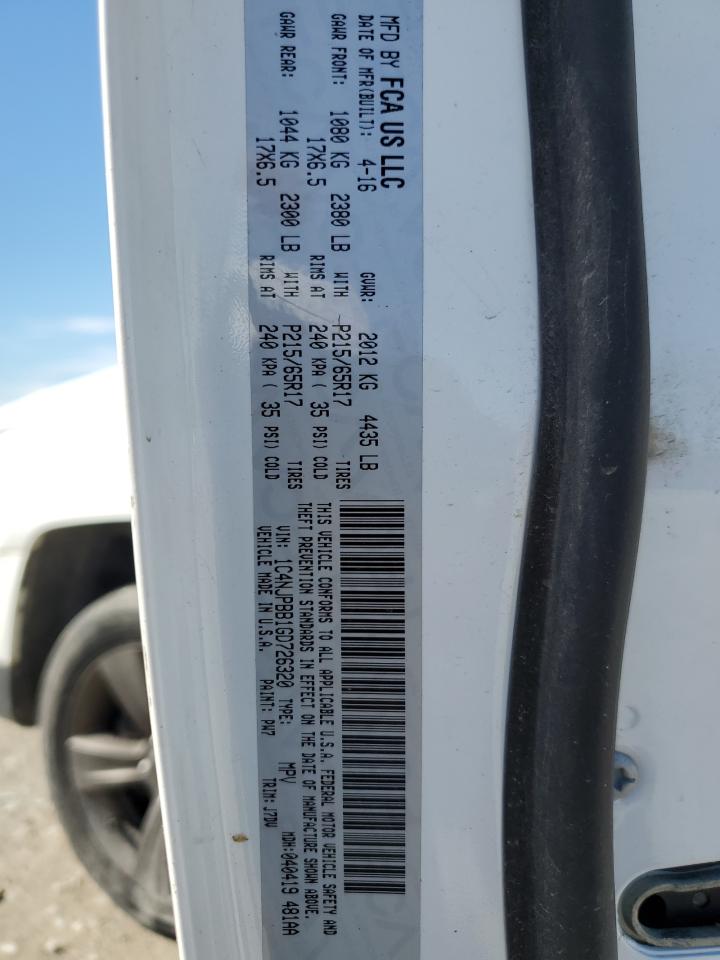 MFD BY FCA US LLC
DATE OF MFR(BUILT): 4-16 GVWR: 2012 KG 4435 LB
GAWR FRONT: 1080 KG 2380 LB WITH P215/65R17 TIRES
17X6.5 RIMS AT 240 KPA ( 35 PSI) COLD
GAWR REAR: 1044 KG 2300 LB WITH P215/65R17 TIRES
17X6.5 RIMS AT 240 KPA ( 35 PSI) COLD
THIS VEHICLE CONFORMS TO ALL APPLICABLE U.S.A. FEDERAL MOTOR VEHICLE SAFETY AND
THEFT PREVENTION STANDARDS IN EFFECT ON THE DATE OF MANUFACTURE SHOWN ABOVE.
VIN: 1C4NJPBB1GD726320 TYPE: MPV MDH:040419 481AA
VEHICLE MADE IN U.S.A. PAINT: PW7 TRIM: J7DV